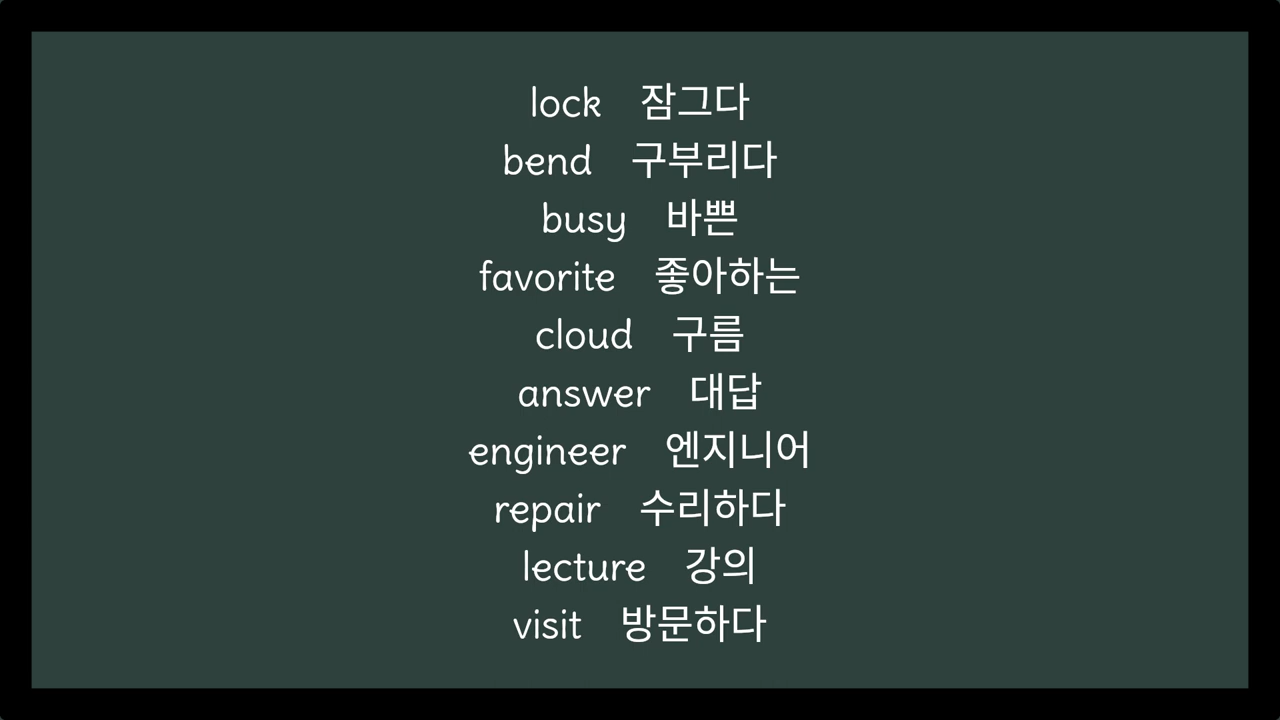 lock 잠그다
bend 구부리다
busy 바쁜
favorite 좋아하는
cloud 구름
answer 대답
engineer 엔지니어
repair 수리하다
lecture 강의
visit 방문하다